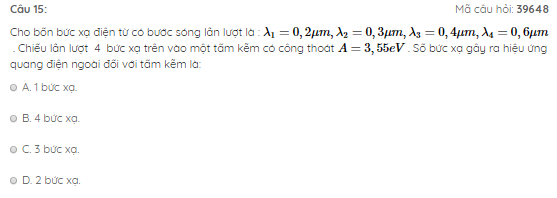 Câu 15:
Mã câu hỏi: 39648
Cho bốn bức xạ điện từ có bước sóng lần lượt là : λ₁ = 0,2μm, λ₂ = 0,3μm, λ₃ = 0,4μm, λ₄ = 0,6μm
. Chiếu lần lượt 4 bức xạ trên vào một tấm kẽm có công thoát A = 3,55eV . Số bức xạ gây ra hiệu ứng
quang điện ngoài đối với tấm kẽm là:
A. 1 bức xạ.
B. 4 bức xạ.
C. 3 bức xạ.
D. 2 bức xạ.